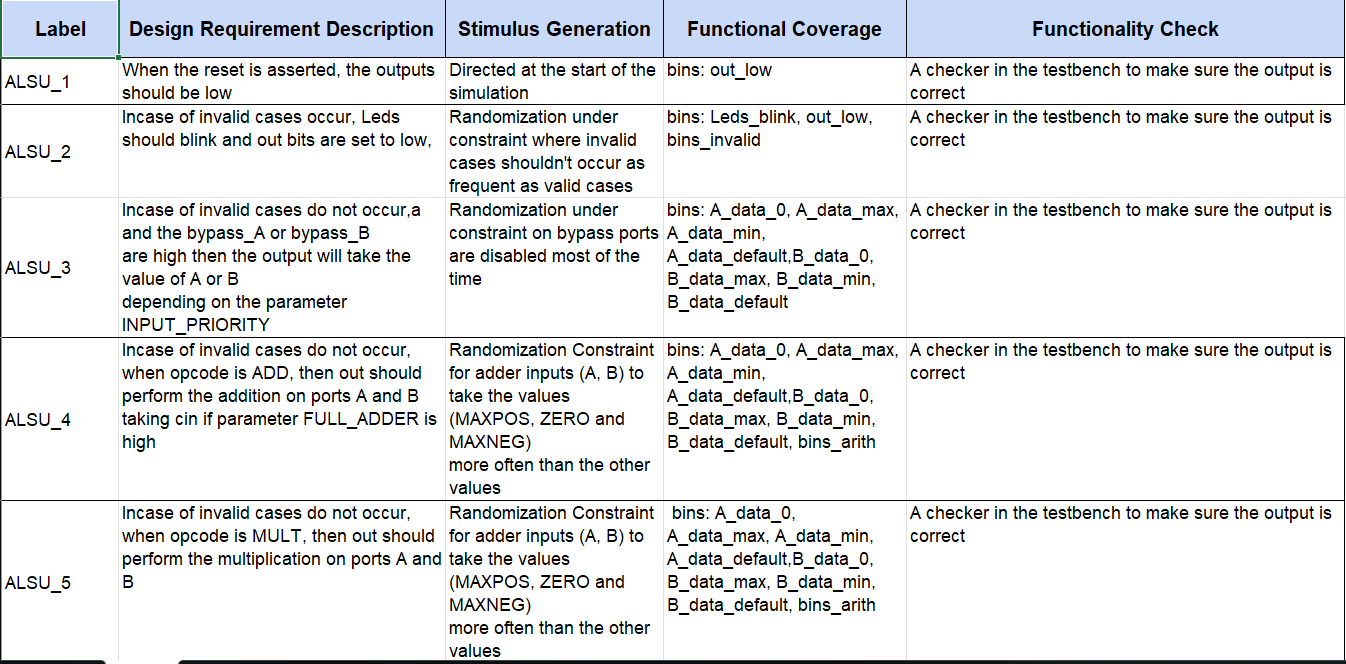 Label Design Requirement Description Stimulus Generation Functional Coverage Functionality Check
ALSU_1
When the reset is asserted, the outputs
should be low
Directed at the start of the
simulation
bins: out_low
A checker in the testbench to make sure the output is
correct
ALSU_2
Incase of invalid cases occur, Leds
should blink and out bits are set to low,
Randomization under
constraint where invalid
cases shouldn't occur as
frequent as valid cases
bins: Leds_blink, out_low,
bins_invalid
A checker in the testbench to make sure the output is
correct
ALSU_3
Incase of invalid cases do not occur,a
and the bypass_A or bypass_B
are high then the output will take the
value of A or B
depending on the parameter
INPUT_PRIORITY
Randomization under
constraint on bypass ports
are disabled most of the
time
bins: A_data_0, A_data_max,
A_data_min,
A_data_default,B_data_0,
B_data_max, B_data_min,
B_data_default
A checker in the testbench to make sure the output is
correct
ALSU_4
Incase of invalid cases do not occur,
when opcode is ADD, then out should
perform the addition on ports A and B
taking cin if parameter FULL_ADDER is
high
Randomization Constraint
for adder inputs (A, B) to
take the values
(MAXPOS, ZERO and
MAXNEG)
more often than the other
values
bins: A_data_0, A_data_max,
A_data_min,
A_data_default,B_data_0,
B_data_max, B_data_min,
B_data_default, bins_arith
A checker in the testbench to make sure the output is
correct
ALSU_5
Incase of invalid cases do not occur,
when opcode is MULT, then out should
perform the multiplication on ports A and
B
Randomization Constraint
for adder inputs (A, B) to
take the values
(MAXPOS, ZERO and
MAXNEG)
more often than the other
values
bins: A_data_0,
A_data_max, A_data_min,
A_data_default,B_data_0,
B_data_max, B_data_min,
B_data_default, bins_arith
A checker in the testbench to make sure the output is
correct